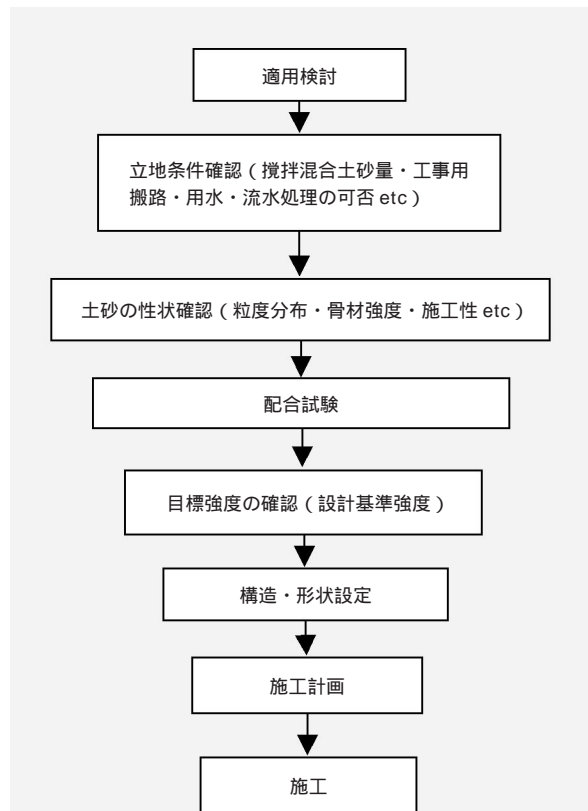 適用検討
立地条件確認（撹拌混合土砂量・工事用
搬路・用水・流水処理の可否 etc）
土砂の性状確認（粒度分布・骨材強度・施工性 etc）
配合試験
目標強度の確認（設計基準強度）
構造・形状設定
施工計画
施工